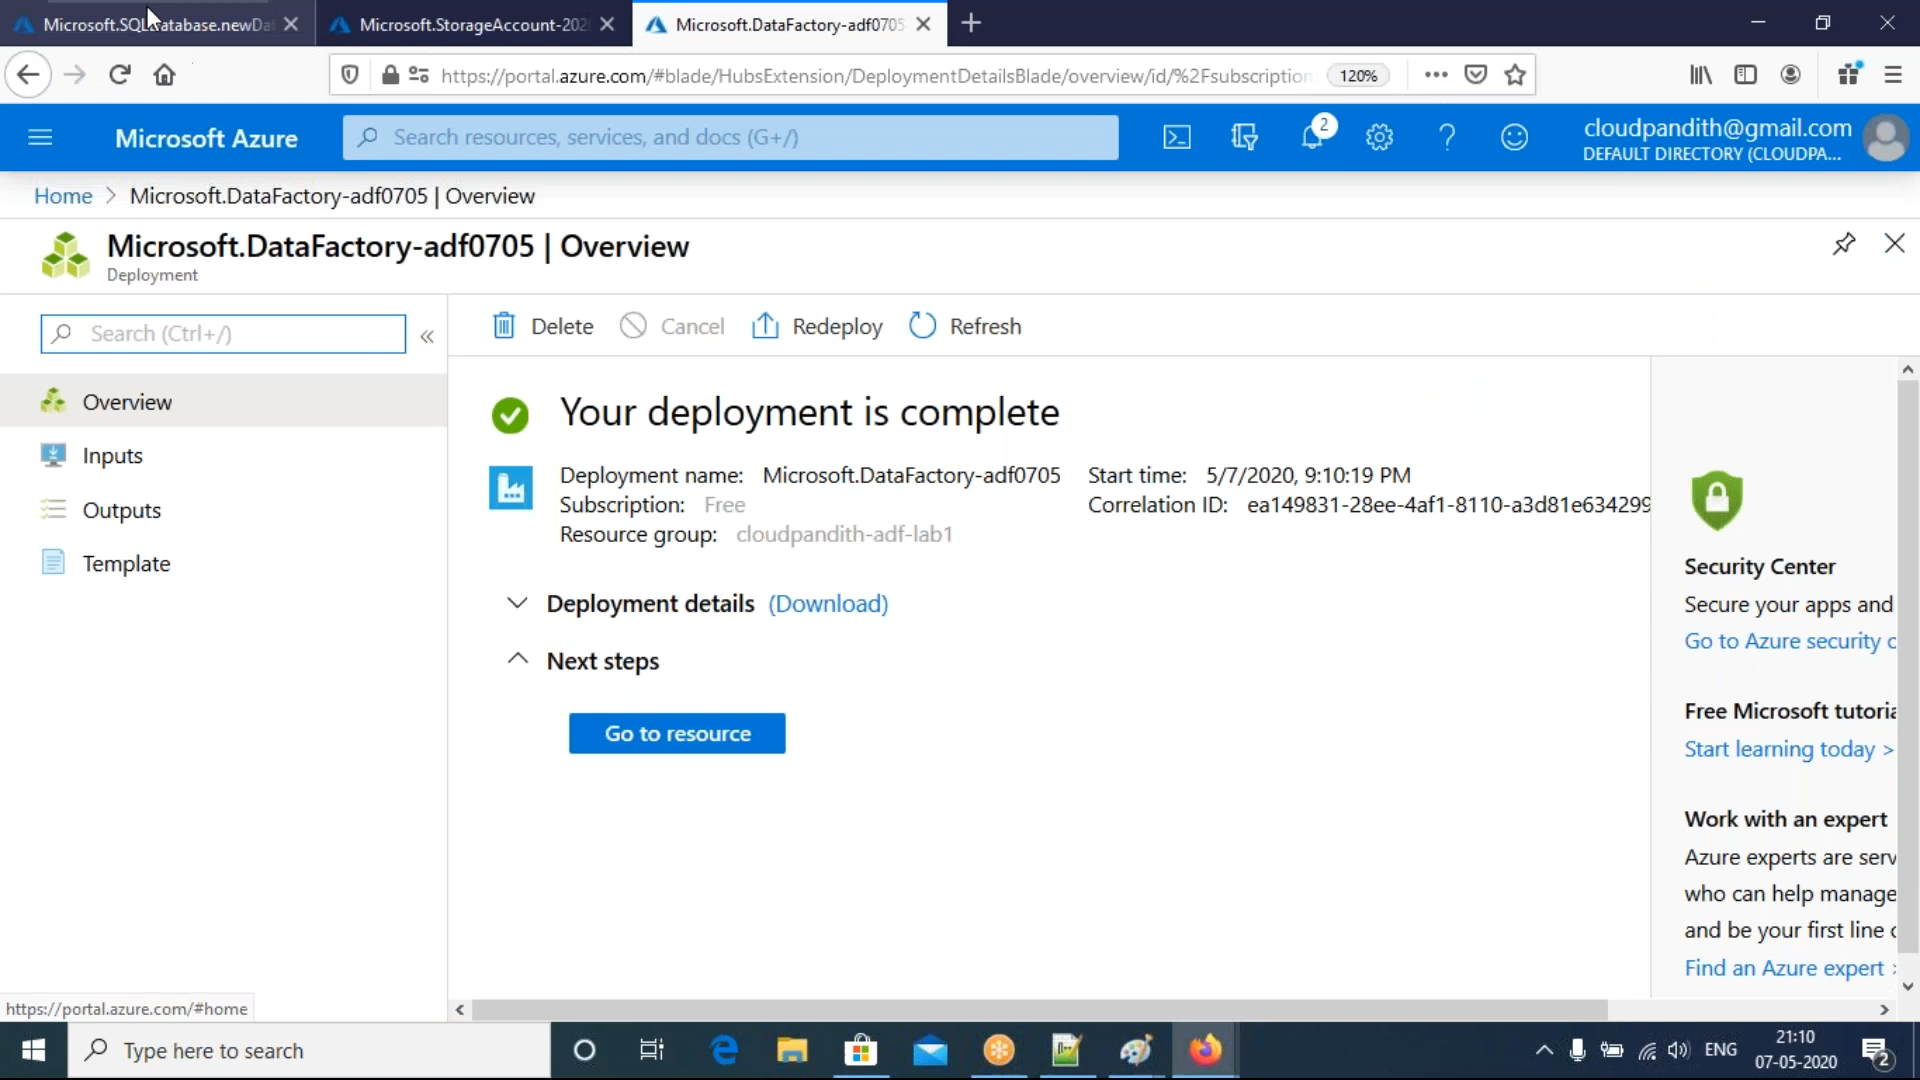 Microsoft.SQLDatabase.newDa
Microsoft.StorageAccount-202
Microsoft.DataFactory-adf0705
https://portal.azure.com/#blade/HubsExtension/DeploymentDetailsBlade/overview/id/%2Fsubscription
120%
Microsoft Azure
Search resources, services, and docs (G+/)
2
cloudpandith@gmail.com
DEFAULT DIRECTORY (CLOUDPA...
Home > Microsoft.DataFactory-adf0705 | Overview
Microsoft.DataFactory-adf0705 | Overview
Deployment
Search (Ctrl+/)
«
Overview
Inputs
Outputs
Template
Delete
Cancel
Redeploy
Refresh
Your deployment is complete
Deployment name: Microsoft.DataFactory-adf0705
Subscription: Free
Resource group: cloudpandith-adf-lab1
Start time: 5/7/2020, 9:10:19 PM
Correlation ID: ea149831-28ee-4af1-8110-a3d81e634299
Deployment details (Download)
Next steps
Go to resource
Security Center
Secure your apps and
Go to Azure security c
Free Microsoft tutoria
Start learning today >
Work with an expert
Azure experts are serv
who can help manage
and be your first line o
Find an Azure expert >
https://portal.azure.com/#home
Type here to search
ENG
21:10
07-05-2020
2